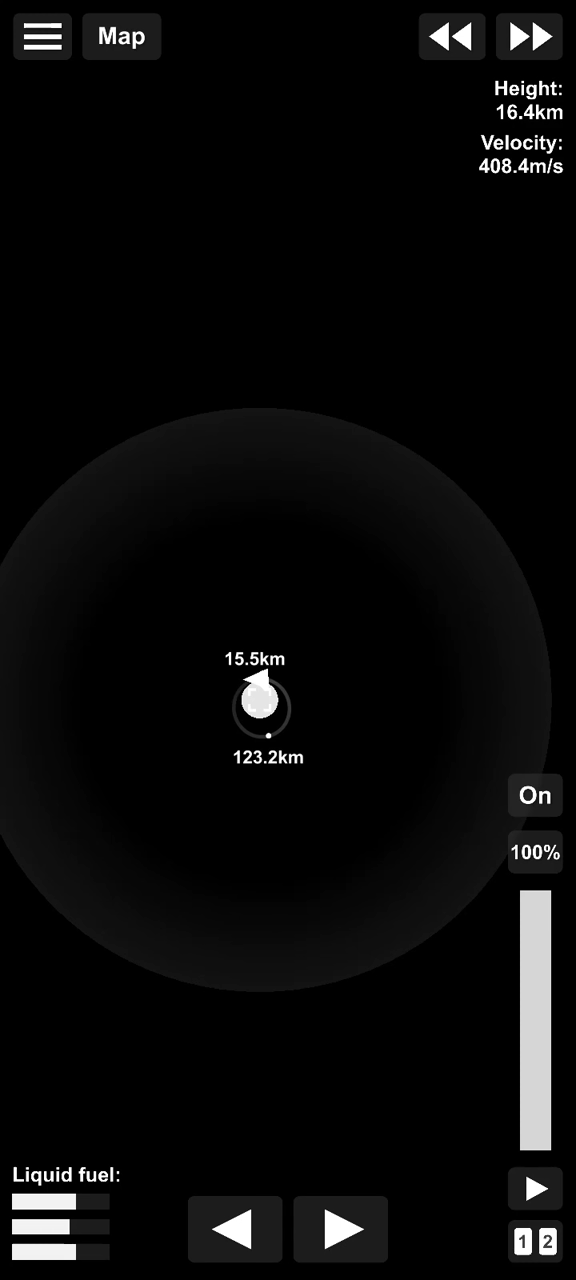 Map
Height:
16.4km
Velocity:
408.4m/s
15.5km
123.2km
On
100%
Liquid fuel:
1 2